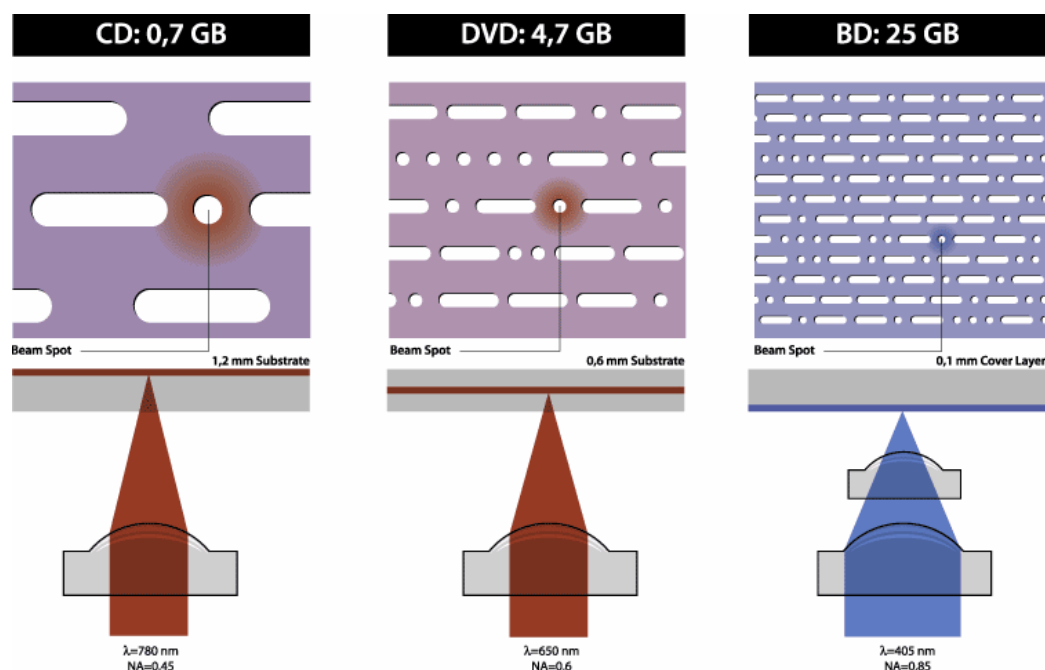 CD: 0,7 GB
DVD: 4,7 GB
BD: 25 GB
Beam Spot
1,2 mm Substrate
Beam Spot
0,6 mm Substrate
Beam Spot
0,1 mm Cover Layer
λ=780 nm
NA=0.45
λ=650 nm
NA=0.6
λ=405 nm
NA=0.85